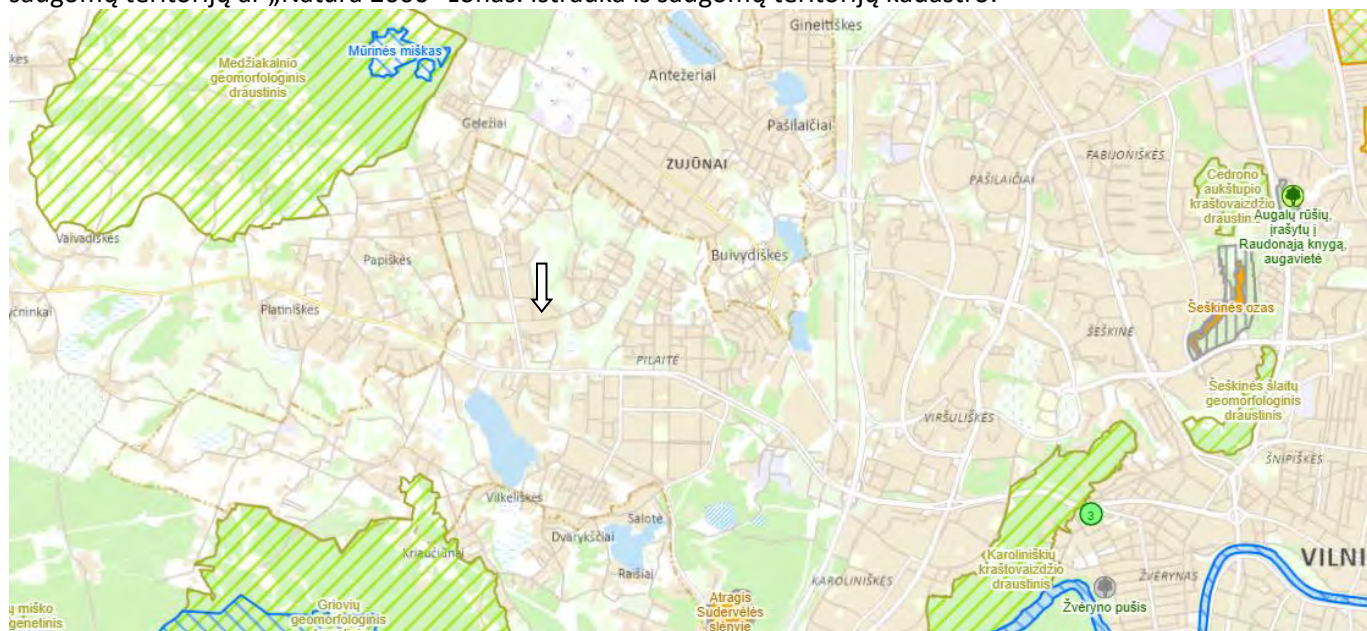 saugomų teritorijų ar „Natura 2000“ zonas. Ištrauka iš saugomų teritorijų kadastro.
Gineitiškės
Mūrinės miškas
Medžiakalnio
geomorfologinis
draustinis
Antežeriai
Geležiai
Pašilaičiai
ZUJŪNAI
FABIJONIŠKĖS
PAŠILAIČIAI
Cedrono
aukštupio
kraštovaizdžio
Augalų rūšių,
įrašytų į
Raudonąją knygą,
augavietė
Vaivadiškės
Papiškės
Buivydiškės
Platiniškės
Šeškinės ozas
ŠEŠKINĖ
PILAITĖ
Šeškinės šlaitų
geomorfologinis
draustinis
VIRŠULIŠKĖS
ŠNIPIŠKĖS
Vilkeliškės
Salotė
3
Dvarykščiai
Kriaučiūnai
Raišiai
Karoliniškių
kraštovaizdžio
draustinis
VILNI
KAROLINIŠKĖS
ŽVĖRYNAS
Žvėryno pušis
Atragis
Sudervėlės
slėnyje
Griovių
geomorfologinis
ų miško
genetinis